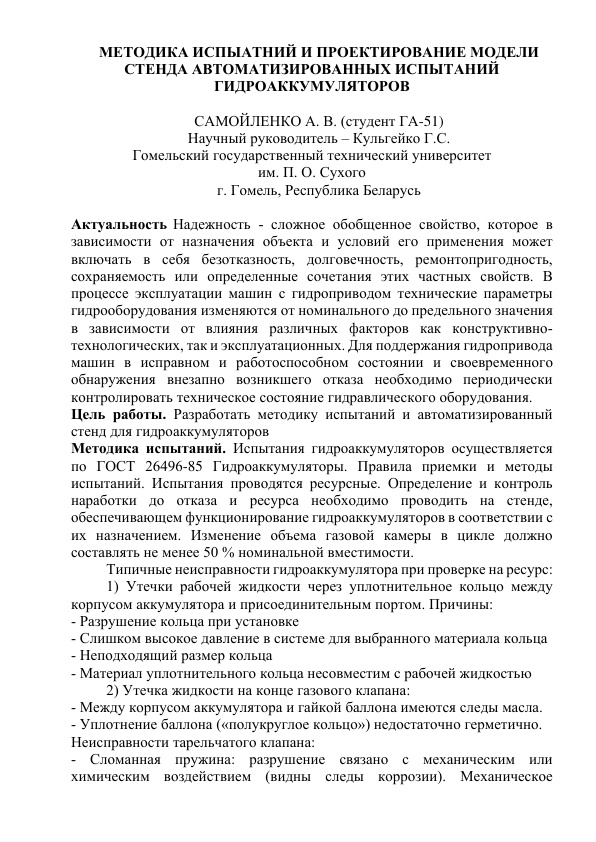 МЕТОДИКА ИСПЫАТНИЙ И ПРОЕКТИРОВАНИЕ МОДЕЛИ
СТЕНДА АВТОМАТИЗИРОВАННЫХ ИСПЫТАНИЙ
ГИДРОАККУМУЛЯТОРОВ
САМОЙЛЕНКО А. В. (студент ГА-51)
Научный руководитель – Кульгейко Г.С.
Гомельский государственный технический университет
им. П. О. Сухого
г. Гомель, Республика Беларусь
Актуальность Надежность - сложное обобщенное свойство, которое в
зависимости от назначения объекта и условий его применения может
включать в себя безотказность, долговечность, ремонтопригодность,
сохраняемость или определенные сочетания этих частных свойств. В
процессе эксплуатации машин с гидроприводом технические параметры
гидрооборудования изменяются от номинального до предельного значения
в зависимости от влияния различных факторов как конструктивно-
технологических, так и эксплуатационных. Для поддержания гидропривода
машин в исправном и работоспособном состоянии и своевременного
обнаружения внезапно возникшего отказа необходимо периодически
контролировать техническое состояние гидравлического оборудования.
Цель работы. Разработать методику испытаний и автоматизированный
стенд для гидроаккумуляторов
Методика испытаний. Испытания гидроаккумуляторов осуществляется
по ГОСТ 26496-85 Гидроаккумуляторы. Правила приемки и методы
испытаний. Испытания проводятся ресурсные. Определение и контроль
наработки до отказа и ресурса необходимо проводить на стенде,
обеспечивающем функционирование гидроаккумуляторов в соответствии с
их назначением. Изменение объема газовой камеры в цикле должно
составлять не менее 50 % номинальной вместимости.
Типичные неисправности гидроаккумулятора при проверке на ресурс:
1) Утечки рабочей жидкости через уплотнительное кольцо между
корпусом аккумулятора и присоединительным портом. Причины:
- Разрушение кольца при установке
- Слишком высокое давление в системе для выбранного материала кольца
- Неподходящий размер кольца
- Материал уплотнительного кольца несовместим с рабочей жидкостью
2) Утечка жидкости на конце газового клапана:
- Между корпусом аккумулятора и гайкой баллона имеются следы масла.
- Уплотнение баллона («полукруглое кольцо») недостаточно герметично.
Неисправности тарельчатого клапана:
- Сломанная пружина: разрушение связано с механическим или
химическим воздействием (видны следы коррозии). Механическое